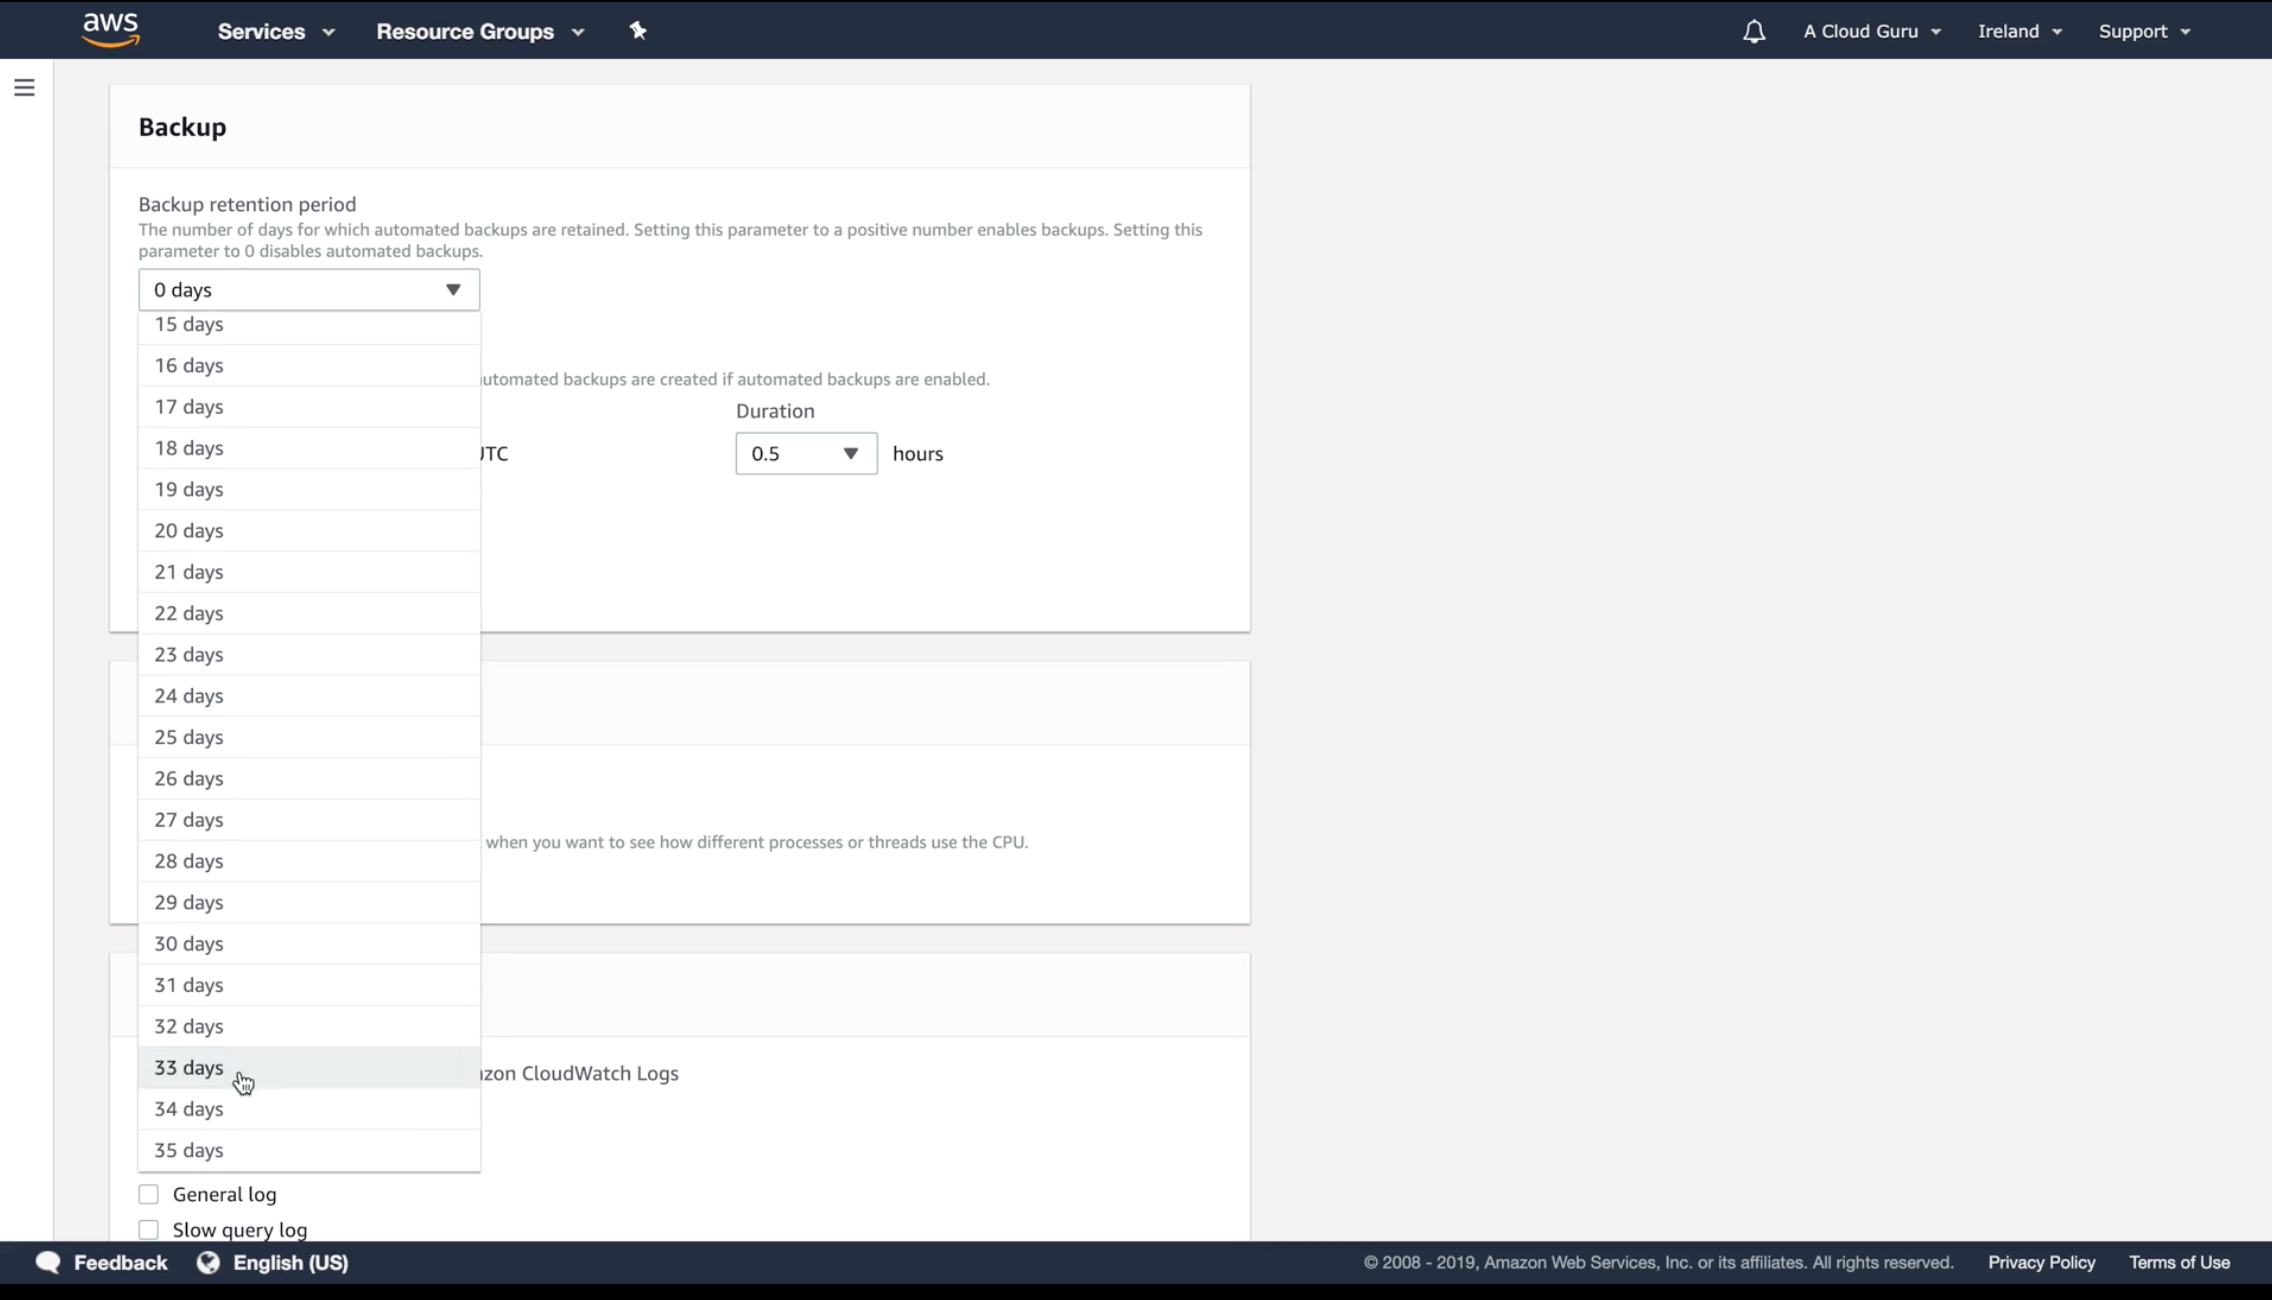 aws Services Resource Groups A Cloud Guru Ireland Support
Backup
Backup retention period
The number of days for which automated backups are retained. Setting this parameter to a positive number enables backups. Setting this
parameter to 0 disables automated backups.
0 days
15 days
16 days
automated backups are created if automated backups are enabled.
17 days
Duration
18 days
UTC
0.5 hours
19 days
20 days
21 days
22 days
23 days
24 days
25 days
26 days
27 days
when you want to see how different processes or threads use the CPU.
28 days
29 days
30 days
31 days
32 days
33 days
CloudWatch Logs
34 days
35 days
General log
Slow query log
Feedback English (US) © 2008 - 2019, Amazon Web Services, Inc. or its affiliates. All rights reserved. Privacy Policy Terms of Use